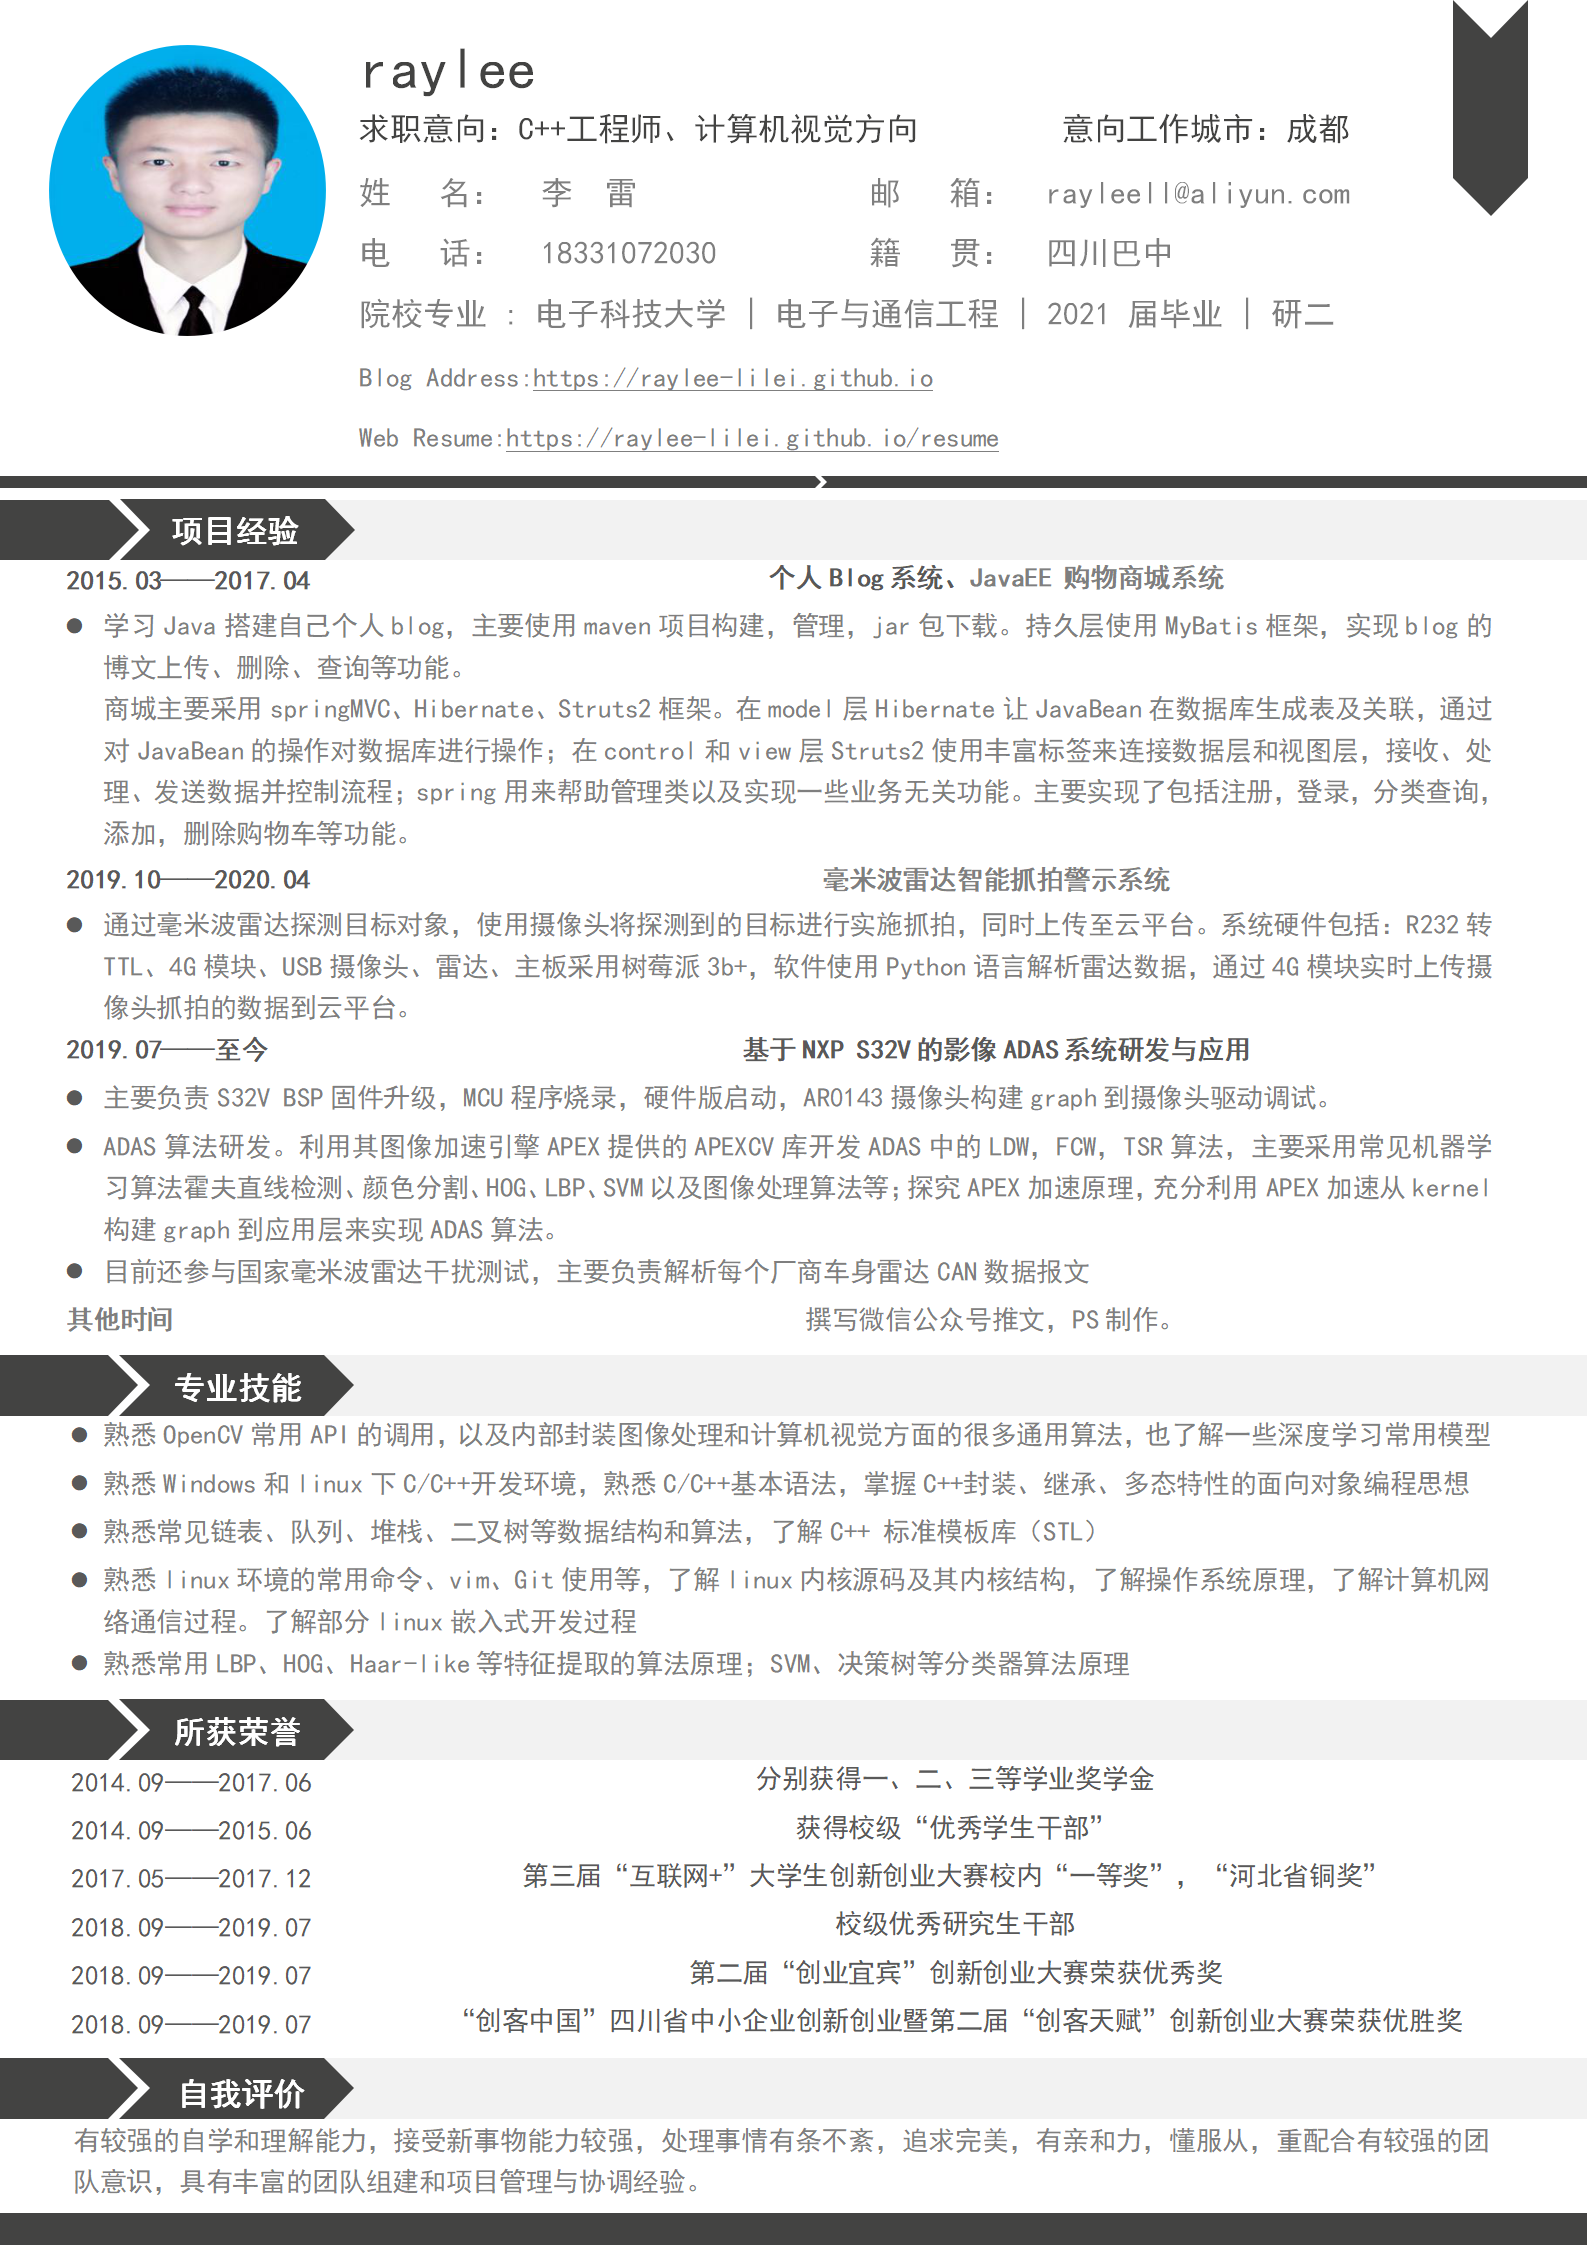 raylee
求职意向：C++工程师、计算机视觉方向 意向工作城市：成都
姓 名： 李 雷 邮 箱： rayleell@aliyun.com
电 话： 18331072030 籍 贯： 四川巴中
院校专业 : 电子科技大学 | 电子与通信工程 | 2021 届毕业 | 研二
Blog Address:https://raylee-lilei.github.io
Web Resume:https://raylee-lilei.github.io/resume
项目经验
2015.03——2017.04 个人 Blog 系统、JavaEE 购物商城系统
● 学习 Java 搭建自己个人 blog，主要使用 maven 项目构建，管理，jar 包下载。持久层使用 MyBatis 框架，实现 blog 的
博文上传、删除、查询等功能。
商城主要采用 springMVC、Hibernate、Struts2 框架。在 model 层 Hibernate 让 JavaBean 在数据库生成表及关联，通过
对 JavaBean 的操作对数据库进行操作；在 control 和 view 层 Struts2 使用丰富标签来连接数据层和视图层，接收、处
理、发送数据并控制流程；spring 用来帮助管理类以及实现一些业务无关功能。主要实现了包括注册，登录，分类查询，
添加，删除购物车等功能。
2019.10——2020.04 毫米波雷达智能抓拍警示系统
● 通过毫米波雷达探测目标对象，使用摄像头将探测到的目标进行实施抓拍，同时上传至云平台。系统硬件包括：R232 转
TTL、4G 模块、USB 摄像头、雷达、主板采用树莓派 3b+，软件使用 Python 语言解析雷达数据，通过 4G 模块实时上传摄
像头抓拍的数据到云平台。
2019.07——至今 基于 NXP S32V 的影像 ADAS 系统研发与应用
● 主要负责 S32V BSP 固件升级，MCU 程序烧录，硬件版启动，AR0143 摄像头构建 graph 到摄像头驱动调试。
● ADAS 算法研发。利用其图像加速引擎 APEX 提供的 APEXCV 库开发 ADAS 中的 LDW，FCW，TSR 算法，主要采用常见机器学
习算法霍夫直线检测、颜色分割、HOG、LBP、SVM 以及图像处理算法等；探究 APEX 加速原理，充分利用 APEX 加速从 kernel
构建 graph 到应用层来实现 ADAS 算法。
● 目前还参与国家毫米波雷达干扰测试，主要负责解析每个厂商车身雷达 CAN 数据报文
其他时间 撰写微信公众号推文，PS 制作。
专业技能
● 熟悉 OpenCV 常用 API 的调用，以及内部封装图像处理和计算机视觉方面的很多通用算法，也了解一些深度学习常用模型
● 熟悉 Windows 和 linux 下 C/C++开发环境，熟悉 C/C++基本语法，掌握 C++封装、继承、多态特性的面向对象编程思想
● 熟悉常见链表、队列、堆栈、二叉树等数据结构和算法，了解 C++ 标准模板库（STL）
● 熟悉 linux 环境的常用命令、vim、Git 使用等，了解 linux 内核源码及其内核结构，了解操作系统原理，了解计算机网
络通信过程。了解部分 linux 嵌入式开发过程
● 熟悉常用 LBP、HOG、Haar-like 等特征提取的算法原理；SVM、决策树等分类器算法原理
所获荣誉
2014.09——2017.06 分别获得一、二、三等学业奖学金
2014.09——2015.06 获得校级“优秀学生干部”
2017.05——2017.12 第三届“互联网+”大学生创新创业大赛校内“一等奖”，“河北省铜奖”
2018.09——2019.07 校级优秀研究生干部
2018.09——2019.07 第二届“创业宜宾”创新创业大赛荣获优秀奖
2018.09——2019.07 “创客中国”四川省中小企业创新创业暨第二届“创客天赋”创新创业大赛荣获优胜奖
自我评价
有较强的自学和理解能力，接受新事物能力较强，处理事情有条不紊，追求完美，有亲和力，懂服从，重配合有较强的团
队意识，具有丰富的团队组建和项目管理与协调经验。